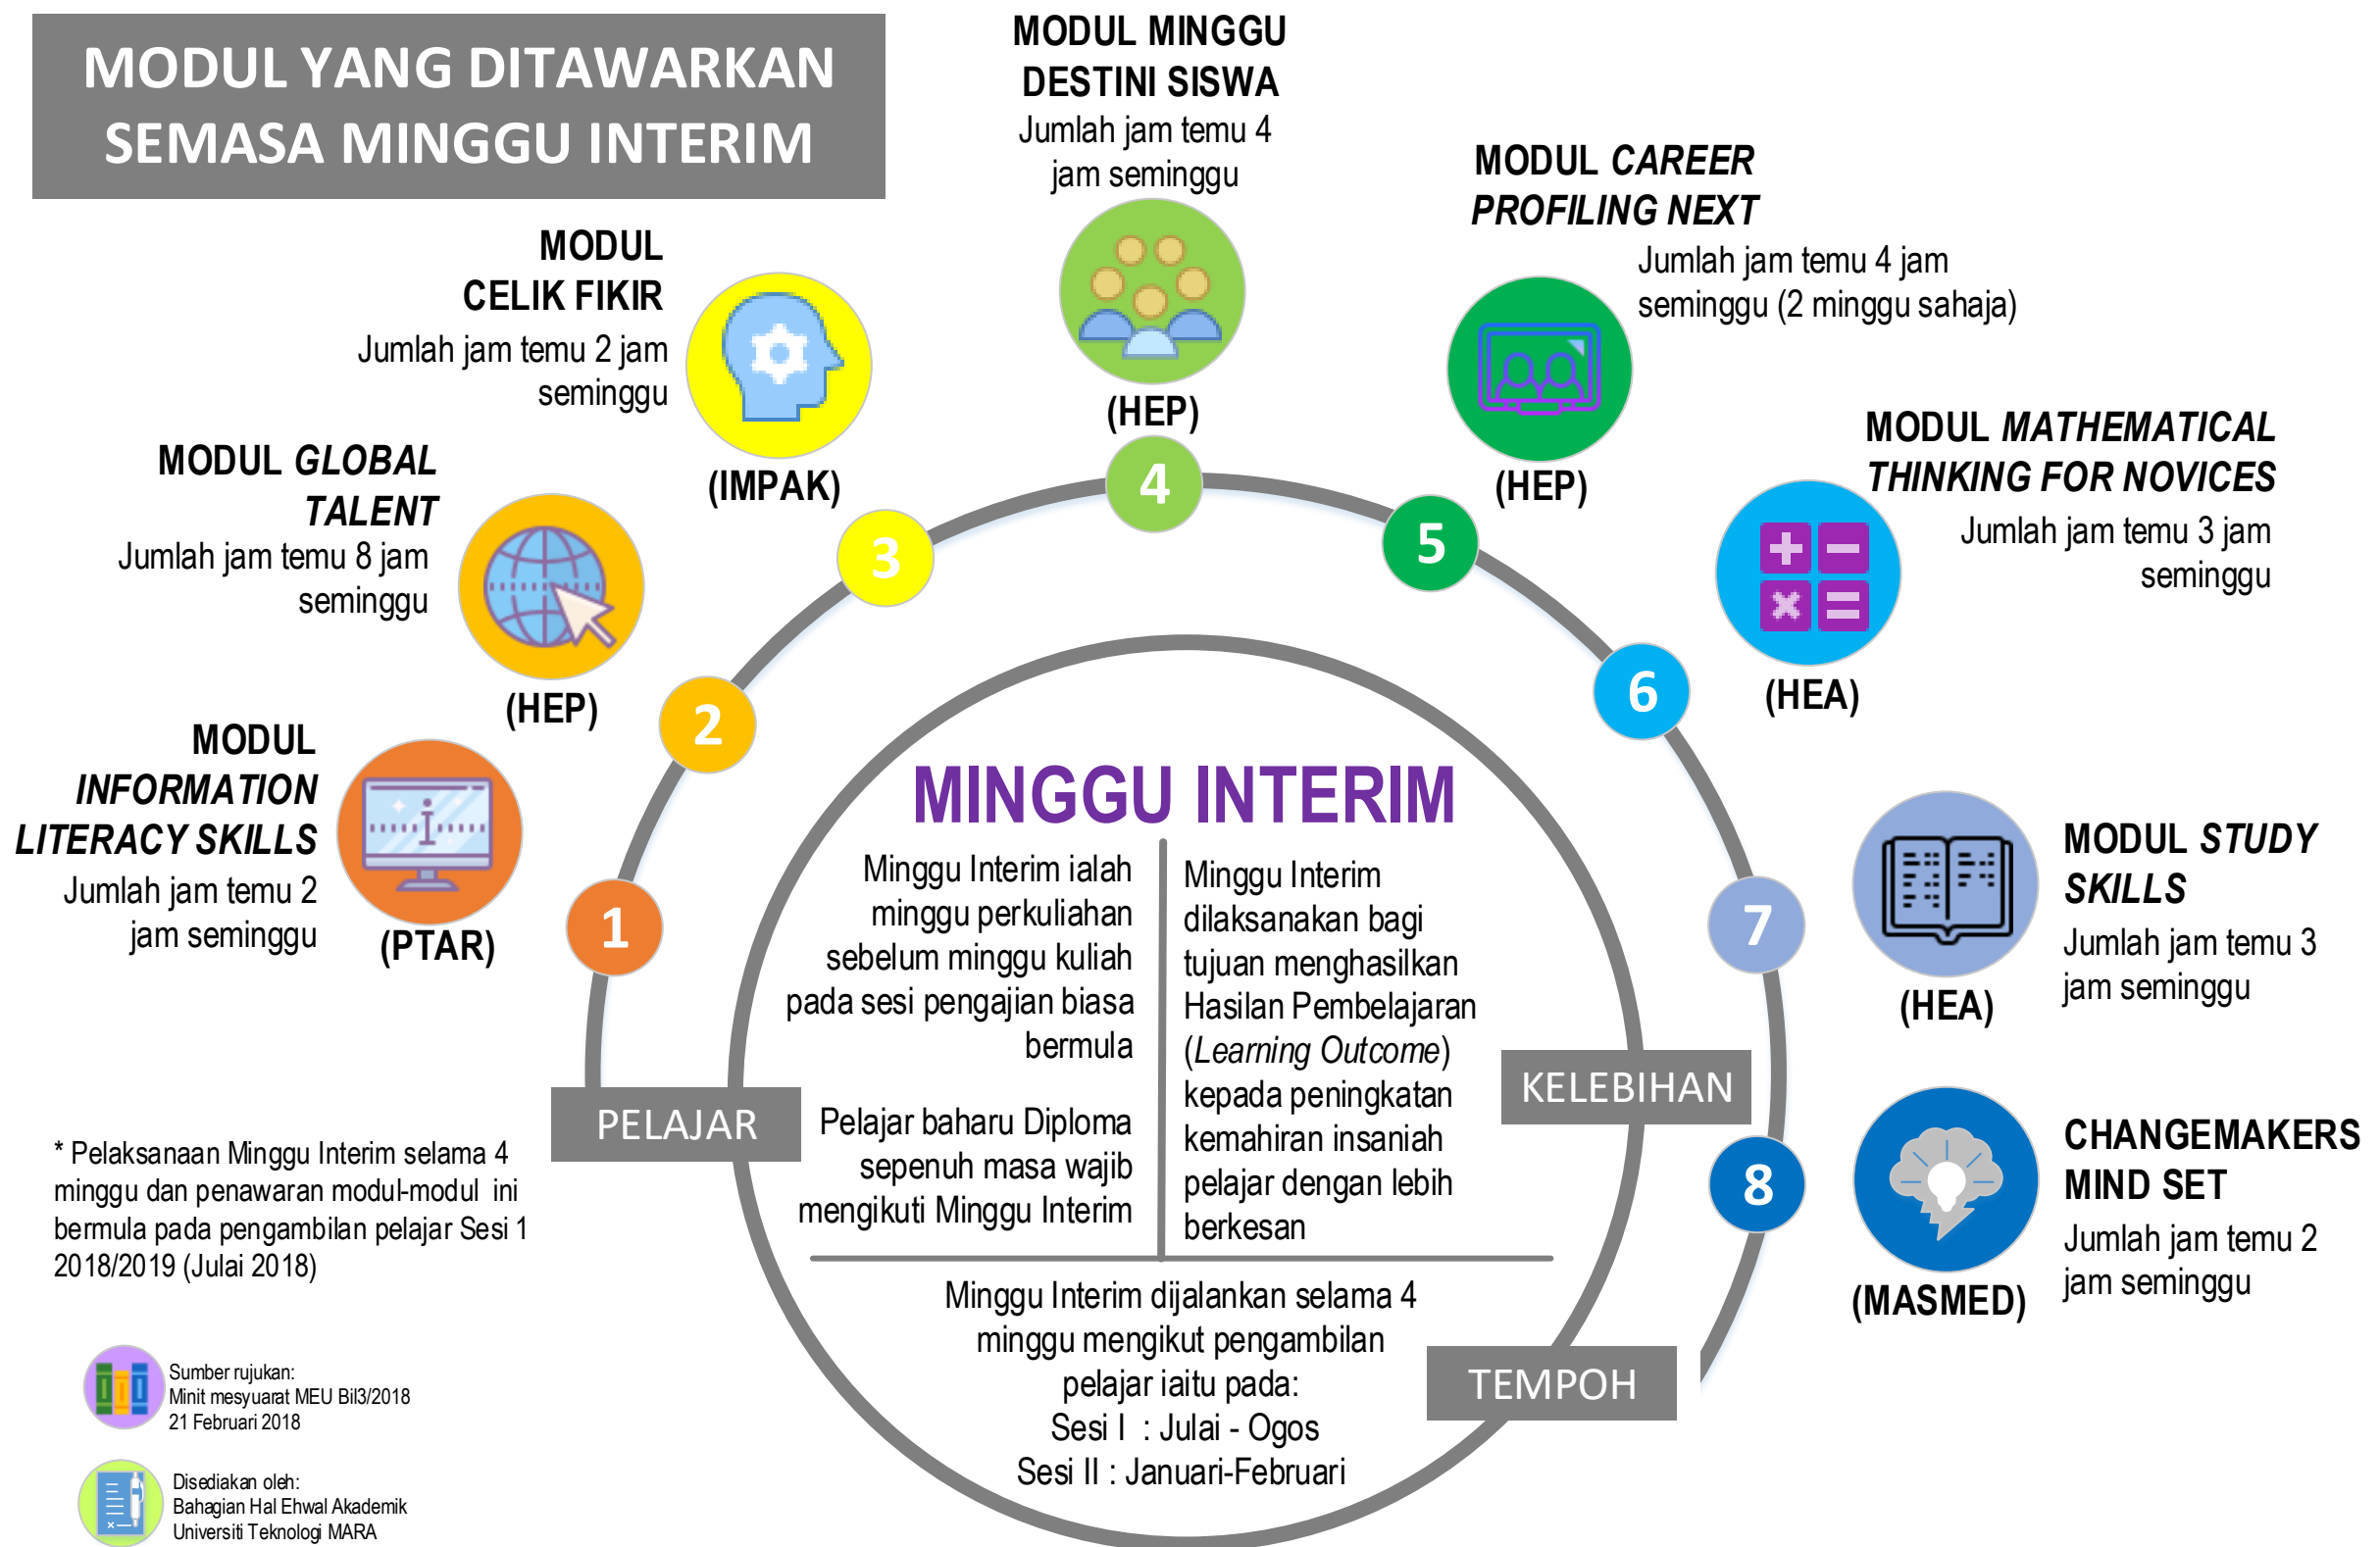 MODUL YANG DITAWARKAN
SEMASA MINGGU INTERIM
MODUL
INFORMATION
LITERACY SKILLS
Jumlah jam temu 2
jam seminggu
(PTAR)
1
MODUL GLOBAL
TALENT
Jumlah jam temu 8 jam
seminggu
(HEP)
2
MODUL
CELIK FIKIR
Jumlah jam temu 2 jam
seminggu
(IMPAK)
3
MODUL MINGGU
DESTINI SISWA
Jumlah jam temu 4
jam seminggu
(HEP)
4
MODUL CAREER
PROFILING NEXT
Jumlah jam temu 4 jam
seminggu (2 minggu sahaja)
(HEP)
5
MODUL MATHEMATICAL
THINKING FOR NOVICES
Jumlah jam temu 3 jam
seminggu
(HEA)
6
MODUL STUDY
SKILLS
Jumlah jam temu 3
jam seminggu
(HEA)
7
CHANGEMAKERS
MIND SET
Jumlah jam temu 2
jam seminggu
(MASMED)
8
MINGGU INTERIM
Minggu Interim ialah
minggu perkuliahan
sebelum minggu kuliah
pada sesi pengajian biasa
bermula
PELAJAR
Pelajar baharu Diploma
sepenuh masa wajib
mengikuti Minggu Interim
Minggu Interim
dilaksanakan bagi
tujuan menghasilkan
Hasilan Pembelajaran
(Learning Outcome)
kepada peningkatan
kemahiran insaniah
pelajar dengan lebih
berkesan
KELEBIHAN
Minggu Interim dijalankan selama 4
minggu mengikut pengambilan
pelajar iaitu pada:
Sesi I : Julai - Ogos
Sesi II : Januari-Februari
TEMPOH
* Pelaksanaan Minggu Interim selama 4
minggu dan penawaran modul-modul ini
bermula pada pengambilan pelajar Sesi 1
2018/2019 (Julai 2018)
Sumber rujukan:
Minit mesyuarat MEU Bil3/2018
21 Februari 2018
Disediakan oleh:
Bahagian Hal Ehwal Akademik
Universiti Teknologi MARA